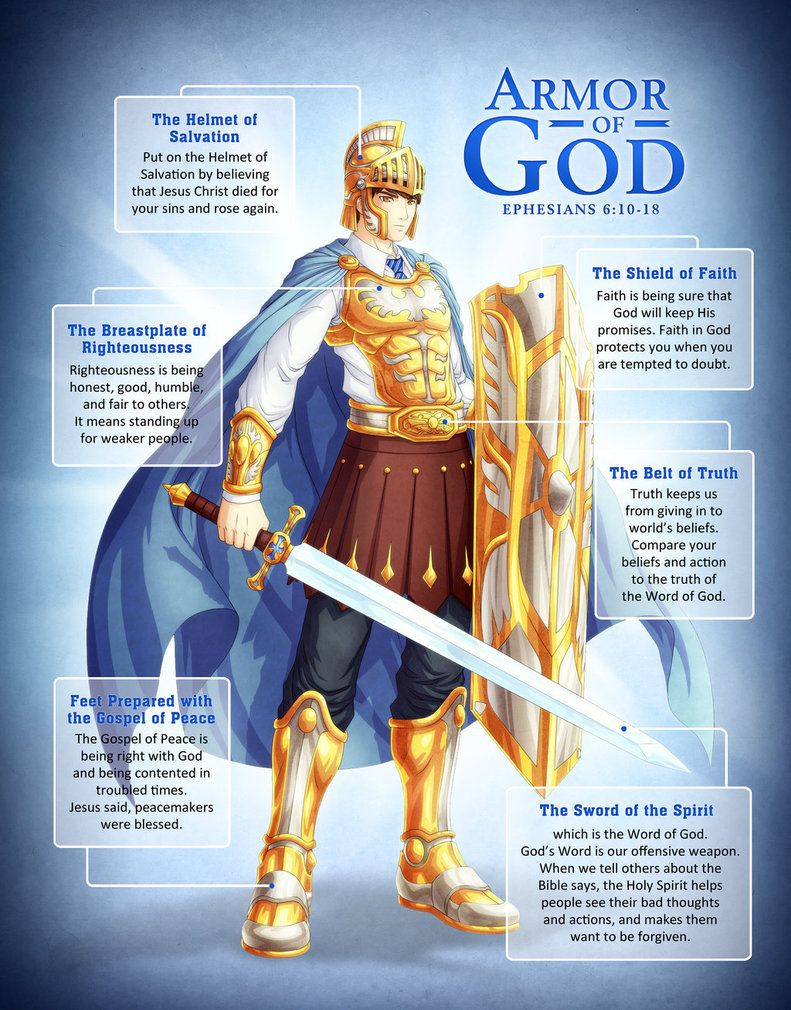 ARMOR
OF
GOD
EPHESIANS 6:10-18
The Helmet of
Salvation
Put on the Helmet of
Salvation by believing
that Jesus Christ died for
your sins and rose again.
The Shield of Faith
Faith is being sure that
God will keep His
promises. Faith in God
protects you when you
are tempted to doubt.
The Breastplate of
Righteousness
Righteousness is being
honest, good, humble,
and fair to others.
It means standing up
for weaker people.
The Belt of Truth
Truth keeps us
from giving in to
world's beliefs.
Compare your
beliefs and action
to the truth of
the Word of God.
Feet Prepared with
the Gospel of Peace
The Gospel of Peace is
being right with God
and being contented in
troubled times.
Jesus said, peacemakers
were blessed.
The Sword of the Spirit
which is the Word of God.
God's Word is our offensive weapon.
When we tell others about the
Bible says, the Holy Spirit helps
people see their bad thoughts
and actions, and makes them
want to be forgiven.